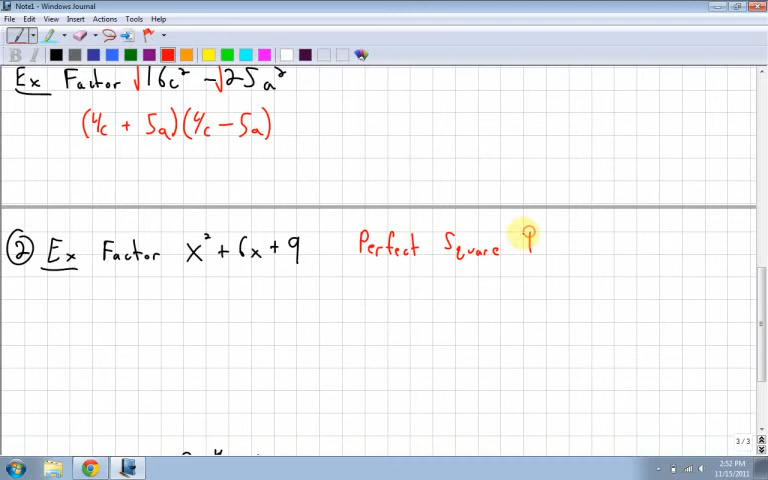 Note1 - Windows Journal
File Edit View Insert Actions Tools Help
B I
Ex Factor √16c² - √25a²
(4c + 5a)(4c - 5a)
② Ex Factor x² + 6x + 9 Perfect Square P
3 / 3
2:52 PM
11/15/2011